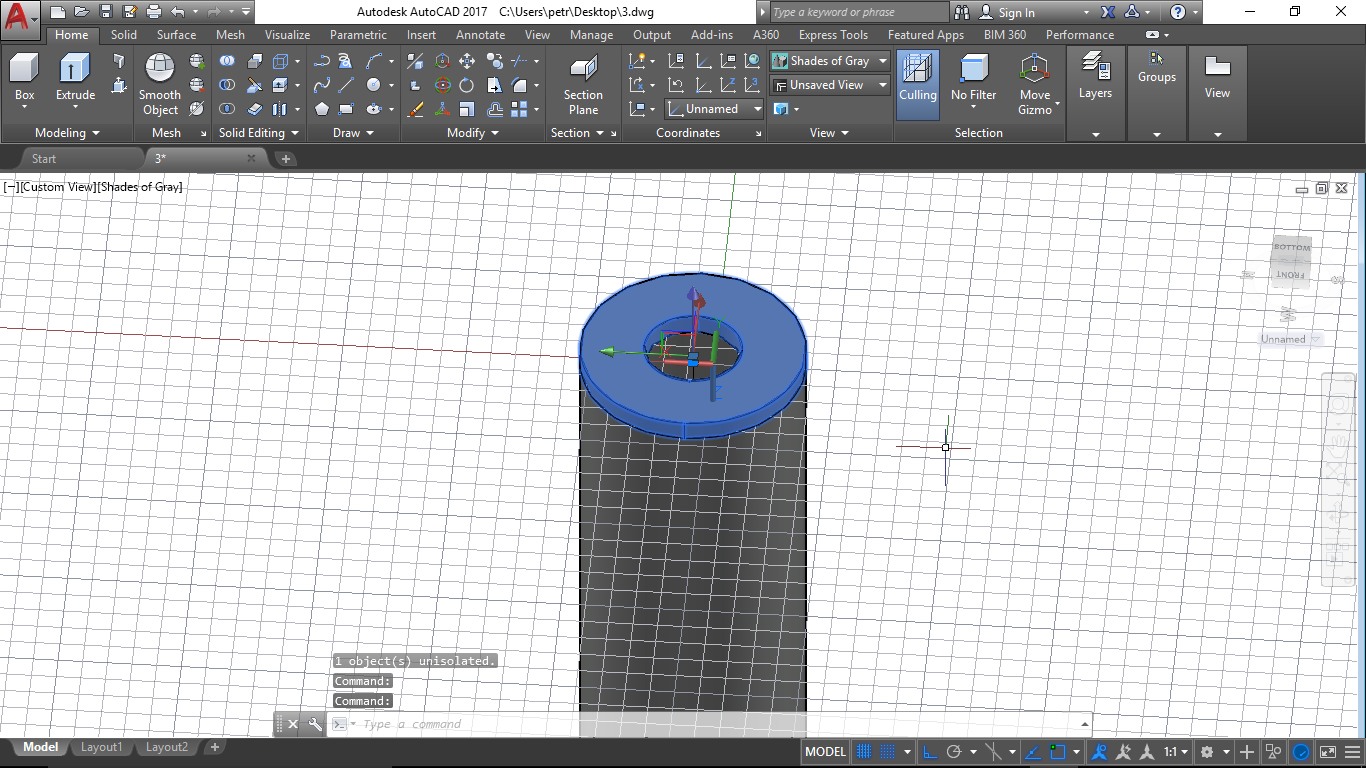 Autodesk AutoCAD 2017 C:\Users\petr\Desktop\3.dwg
Type a keyword or phrase
Sign In
Home Solid Surface Mesh Visualize Parametric Insert Annotate View Manage Output Add-ins A360 Express Tools Featured Apps BIM 360 Performance
Box
Extrude
Smooth
Object
Section
Plane
Shades of Gray
Unsaved View
Unnamed
Culling
No Filter
Move
Gizmo
Layers
Groups
View
Modeling
Mesh
Solid Editing
Draw
Modify
Section
Coordinates
View
Selection
Start
3*
[−][Custom View][Shades of Gray]
BOTTOM
FRONT
W
Unnamed
X
Z
1 object(s) unisolated.
Command:
Command:
Type a command
Model Layout1 Layout2
MODEL
1:1